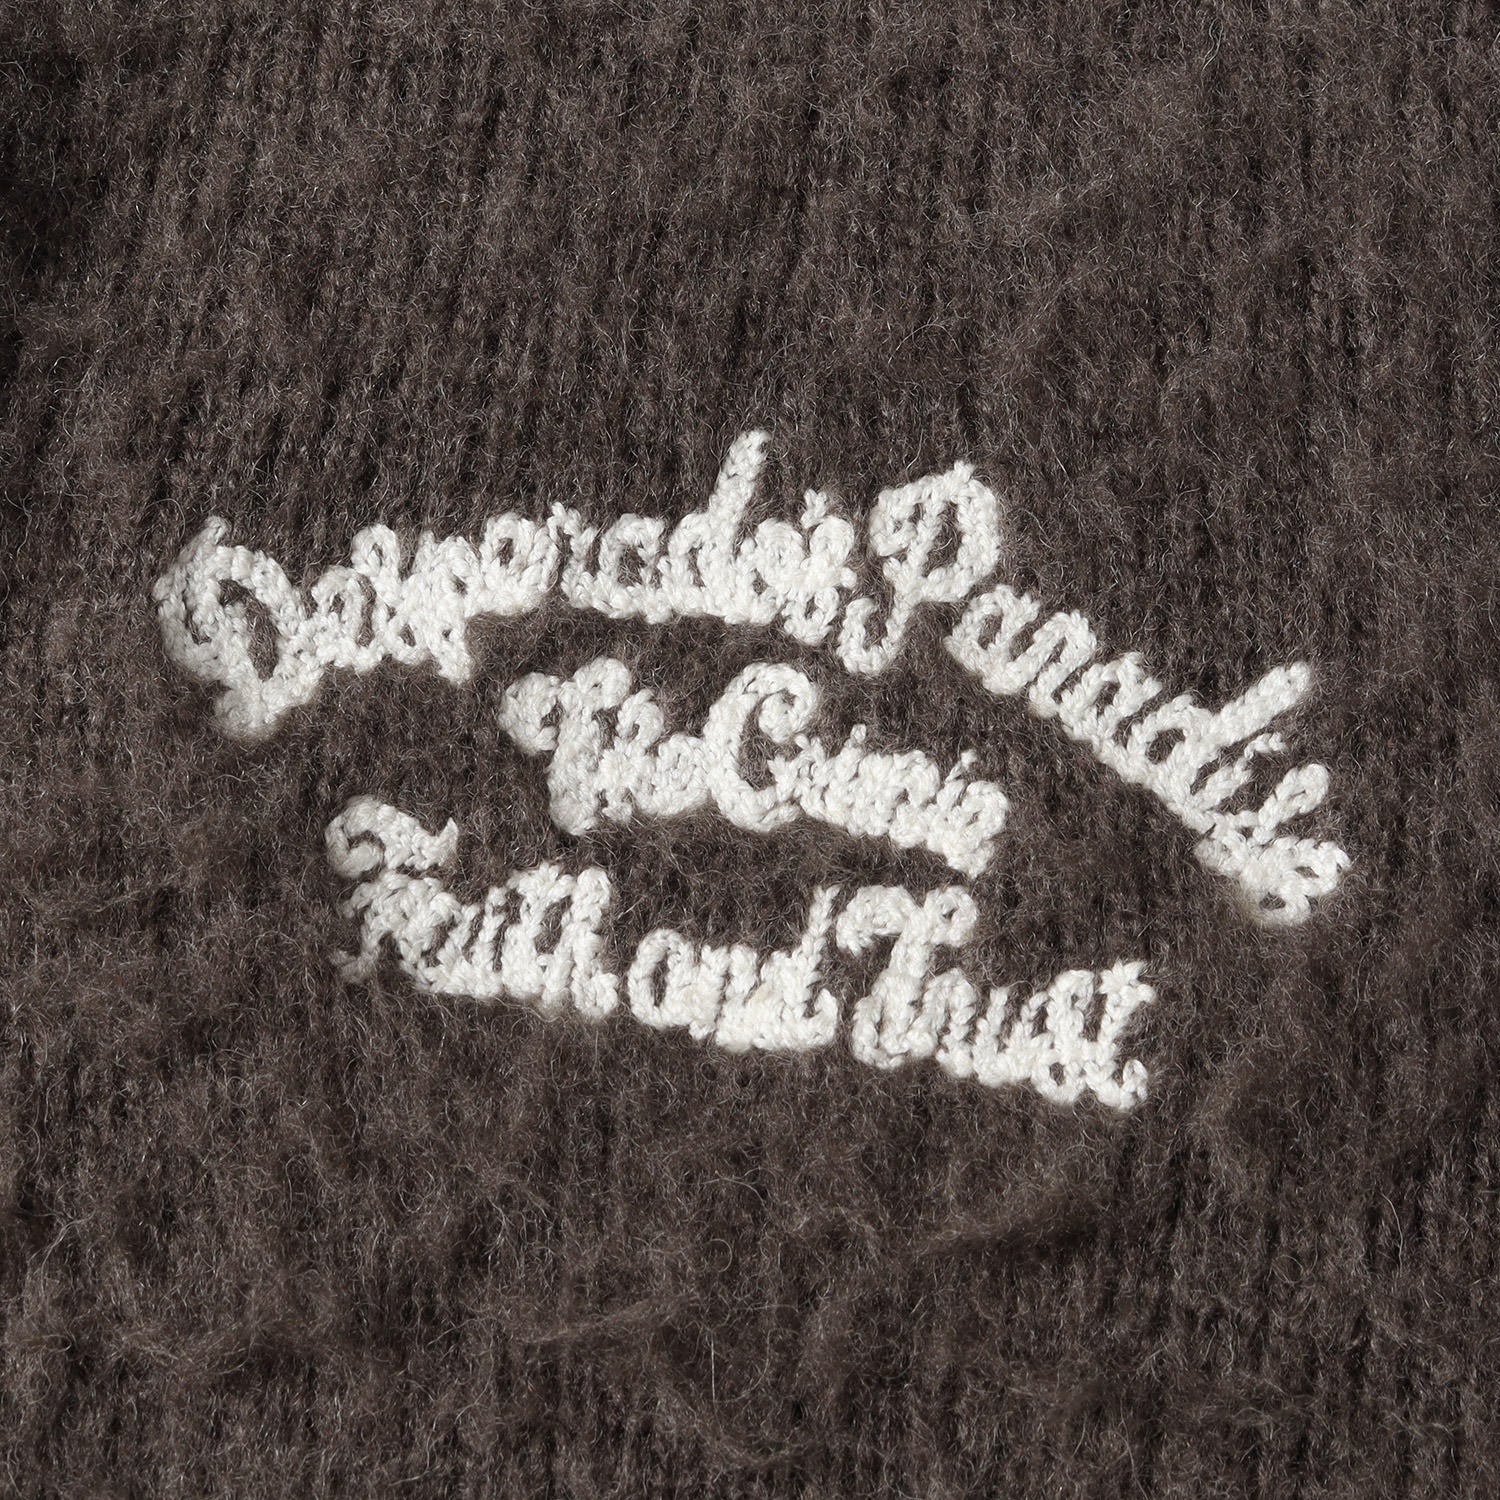 Desperados Paradise
The Crimie
Faith and Trust